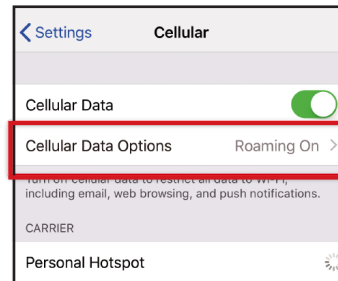 Settings
Cellular
Cellular Data
Cellular Data Options Roaming On
Turn off cellular data to restrict all data to Wi-Fi,
including email, web browsing, and push notifications.
CARRIER
Personal Hotspot